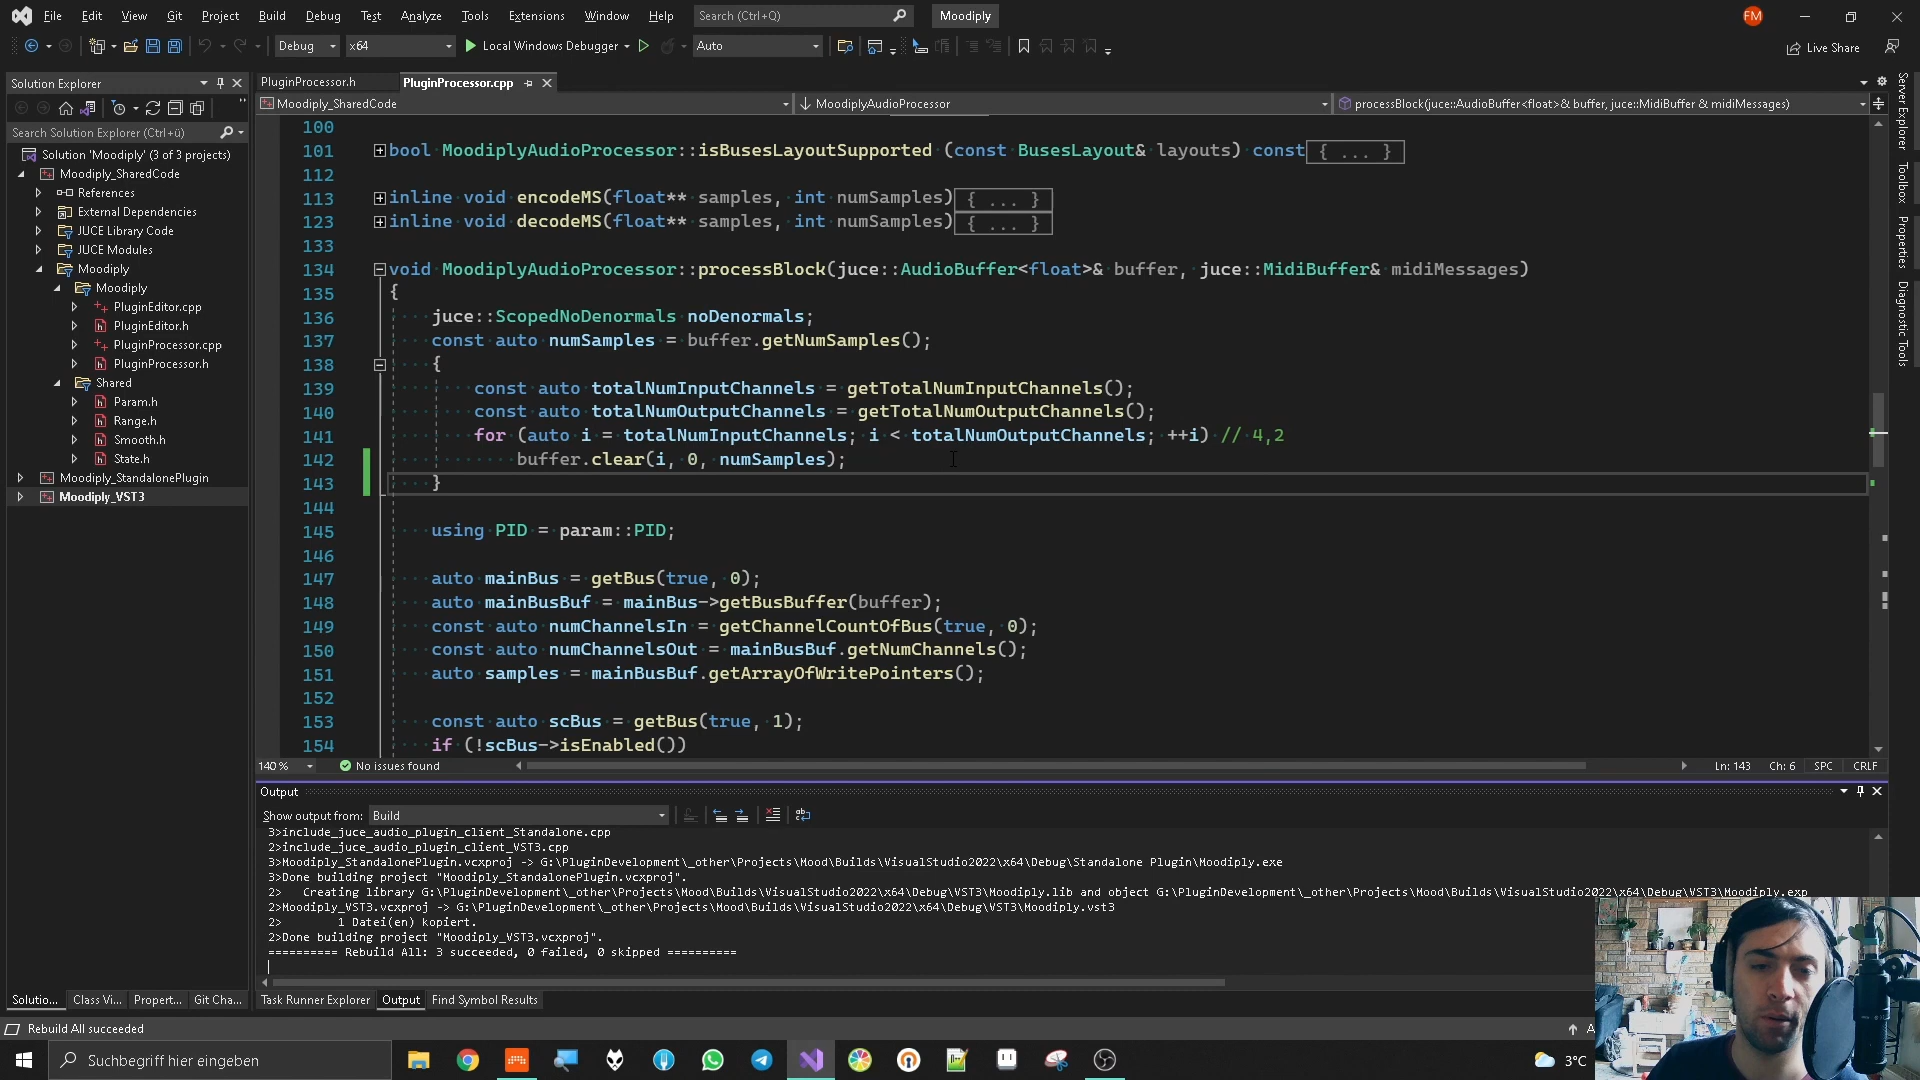 File Edit View Git Project Build Debug Test Analyze Tools Extensions Window Help Search (Ctrl+Q) Moodiply FM
Debug x64 Local Windows Debugger Auto Live Share
Solution Explorer
Search Solution Explorer (Ctrl+ü)
Solution 'Moodiply' (3 of 3 projects)
Moodiply_SharedCode
References
External Dependencies
JUCE Library Code
JUCE Modules
Moodiply
Moodiply
PluginEditor.cpp
PluginEditor.h
PluginProcessor.cpp
PluginProcessor.h
Shared
Param.h
Range.h
Smooth.h
State.h
Moodiply_StandalonePlugin
Moodiply_VST3
Soluti​o... Class Vi... Propert... Git Cha...
PluginProcessor.h PluginProcessor.cpp
Moodiply_SharedCode MoodiplyAudioProcessor processBlock(juce::AudioBuffer<float>& buffer, juce::MidiBuffer & midiMessages)
100
101 bool MoodiplyAudioProcessor::isBusesLayoutSupported (const BusesLayout& layouts) const{ ... }
112
113 inline void encodeMS(float** samples, int numSamples){ ... }
123 inline void decodeMS(float** samples, int numSamples){ ... }
133
134 void MoodiplyAudioProcessor::processBlock(juce::AudioBuffer<float>& buffer, juce::MidiBuffer& midiMessages)
135 {
136 juce::ScopedNoDenormals noDenormals;
137 const auto numSamples = buffer.getNumSamples();
138 {
139 const auto totalNumInputChannels = getTotalNumInputChannels();
140 const auto totalNumOutputChannels = getTotalNumOutputChannels();
141 for (auto i = totalNumInputChannels; i < totalNumOutputChannels; ++i) // 4,2
142 buffer.clear(i, 0, numSamples);
143 }
144
145 using PID = param::PID;
146
147 auto mainBus = getBus(true, 0);
148 auto mainBusBuf = mainBus->getBusBuffer(buffer);
149 const auto numChannelsIn = getChannelCountOfBus(true, 0);
150 const auto numChannelsOut = mainBusBuf.getNumChannels();
151 auto samples = mainBusBuf.getArrayOfWritePointers();
152
153 const auto scBus = getBus(true, 1);
154 if (!scBus->isEnabled())
140 % No issues found Ln: 143 Ch: 6 SPC CRLF
Output
Show output from: Build
3>include_juce_audio_plugin_client_Standalone.cpp
2>include_juce_audio_plugin_client_VST3.cpp
3>Moodiply_StandalonePlugin.vcxproj -> G:\PluginDevelopment\_other\Projects\Mood\Builds\VisualStudio2022\x64\Debug\Standalone Plugin\Moodiply.exe
3>Done building project "Moodiply_StandalonePlugin.vcxproj".
2> Creating library G:\PluginDevelopment\_other\Projects\Mood\Builds\VisualStudio2022\x64\Debug\VST3\Moodiply.lib and object G:\PluginDevelopment\_other\Projects\Mood\Builds\VisualStudio2022\x64\Debug\VST3\Moodiply.exp
2>Moodiply_VST3.vcxproj -> G:\PluginDevelopment\_other\Projects\Mood\Builds\VisualStudio2022\x64\Debug\VST3\Moodiply.vst3
2> 1 Datei(en) kopiert.
2>Done building project "Moodiply_VST3.vcxproj".
========== Rebuild All: 3 succeeded, 0 failed, 0 skipped ==========
Task Runner Explorer Output Find Symbol Results
Server Explorer
Toolbox
Properties
Diagnostic Tools
Rebuild All succeeded A
Suchbegriff hier eingeben 3°C